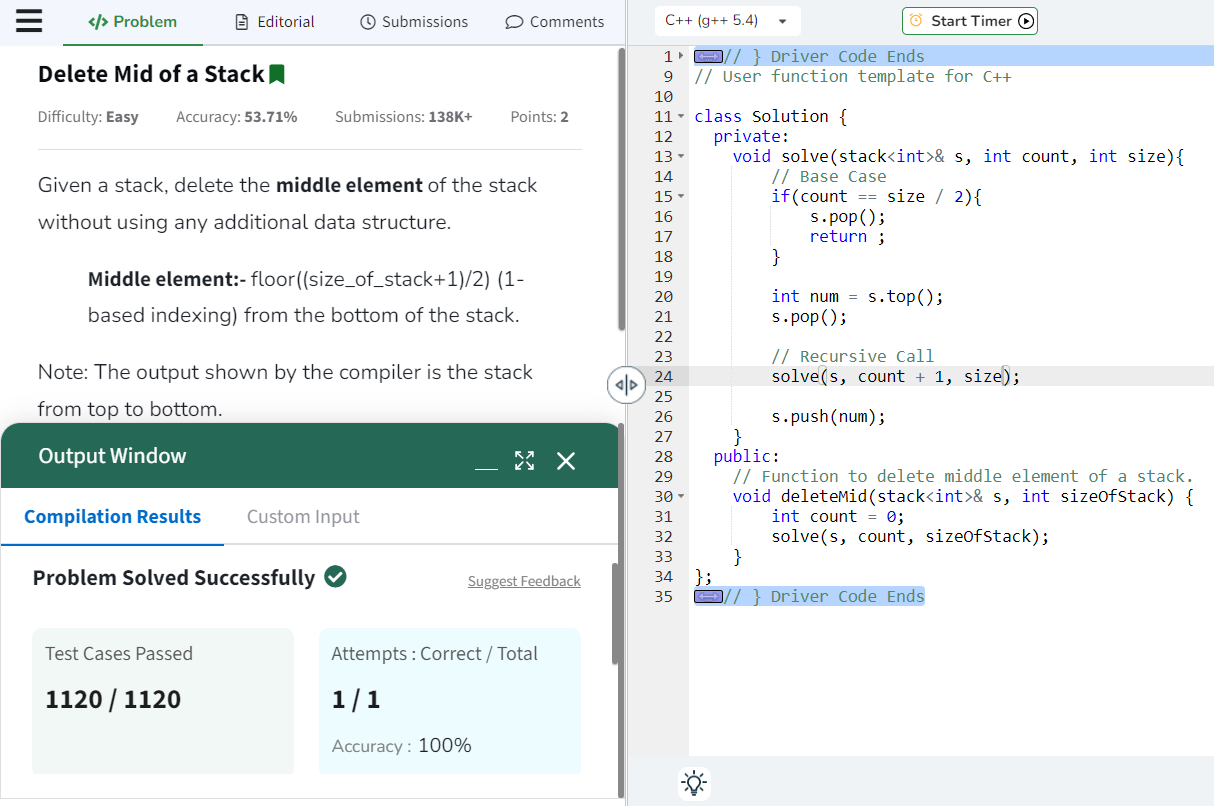 </> Problem
Editorial
Submissions
Comments
Delete Mid of a Stack
Difficulty: Easy Accuracy: 53.71% Submissions: 138K+ Points: 2
Given a stack, delete the middle element of the stack
without using any additional data structure.
Middle element:- floor((size_of_stack+1)/2) (1-
based indexing) from the bottom of the stack.
Note: The output shown by the compiler is the stack
from top to bottom.
Output Window
Compilation Results
Custom Input
Problem Solved Successfully
Suggest Feedback
Test Cases Passed
1120 / 1120
Attempts : Correct / Total
1 / 1
Accuracy : 100%
C++ (g++ 5.4)
Start Timer
1 // } Driver Code Ends
9 // User function template for C++
10
11 class Solution {
12 private:
13 void solve(stack<int>& s, int count, int size){
14 // Base Case
15 if(count == size / 2){
16 s.pop();
17 return ;
18 }
19
20 int num = s.top();
21 s.pop();
22
23 // Recursive Call
24 solve(s, count + 1, size);
25
26 s.push(num);
27 }
28 public:
29 // Function to delete middle element of a stack.
30 void deleteMid(stack<int>& s, int sizeOfStack) {
31 int count = 0;
32 solve(s, count, sizeOfStack);
33 }
34 };
35 // } Driver Code Ends